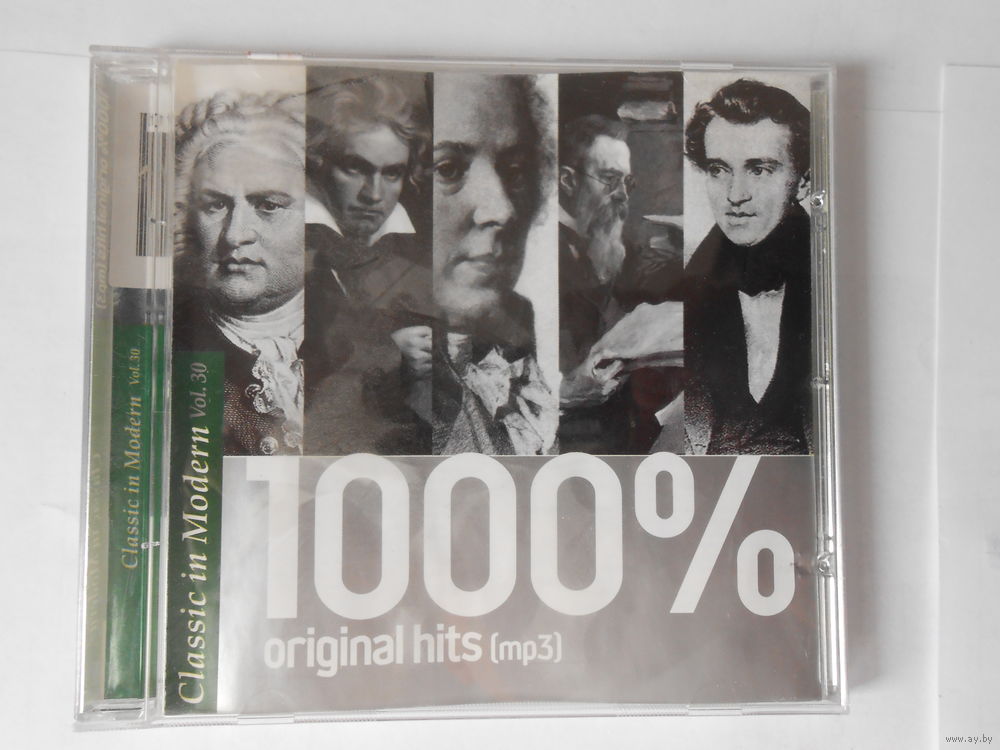 Classic in Modern Vol.30
Classic in Modern Vol. 30
1000%
original hits (mp3)
www.ay.by